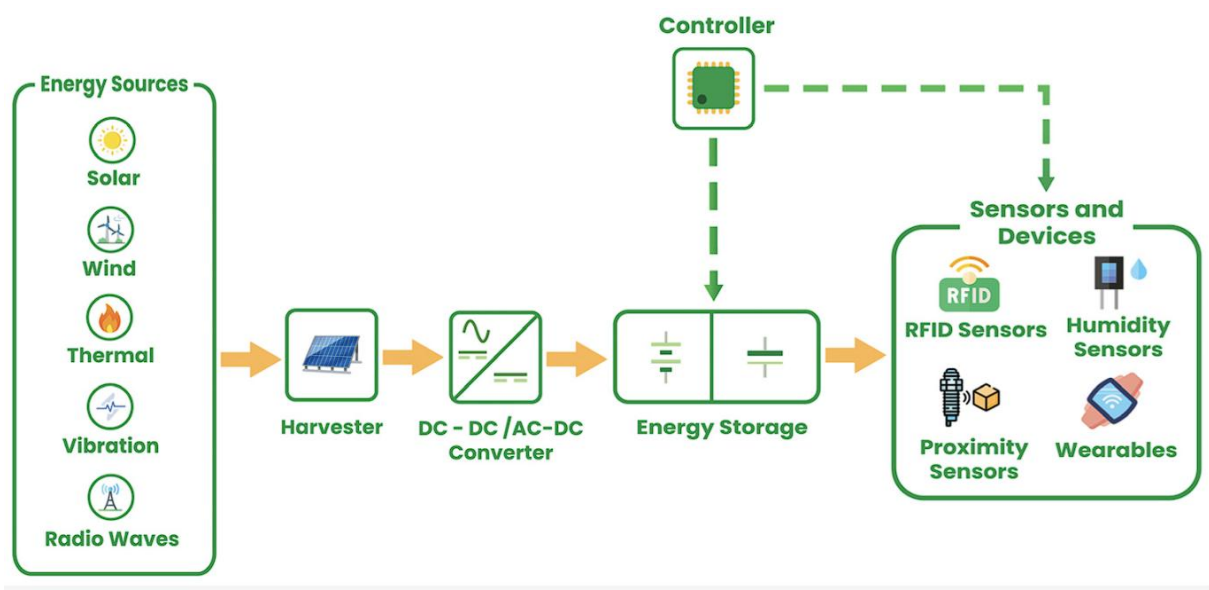 Controller
Energy Sources
Solar
Wind
Thermal
Vibration
Radio Waves
Harvester
DC - DC /AC-DC
Converter
Energy Storage
Sensors and
Devices
RFID
RFID Sensors
Humidity
Sensors
Proximity
Sensors
Wearables